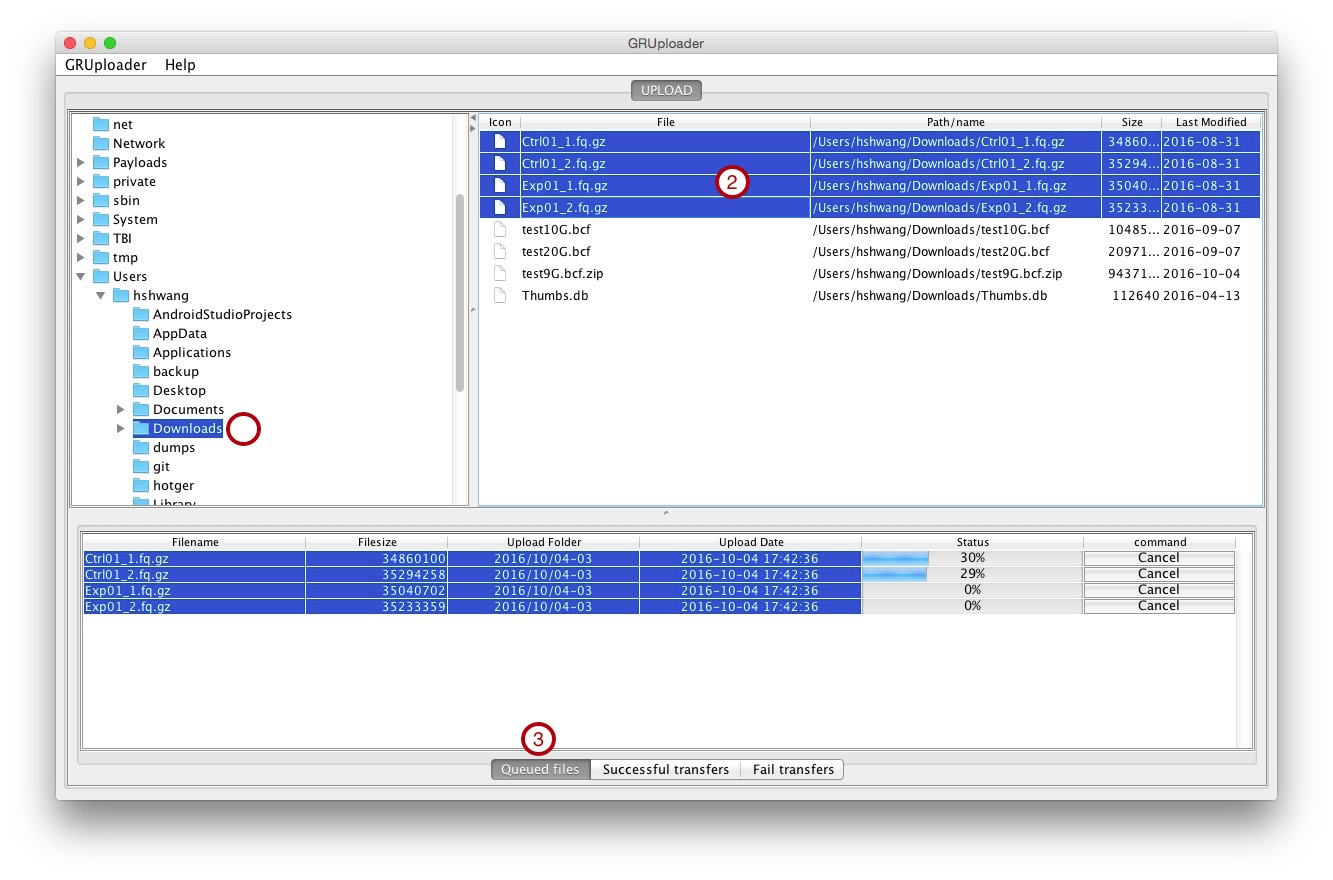 GRUploader
GRUploader Help
UPLOAD
net
Network
Payloads
private
sbin
System
TBI
tmp
Users
hshwang
AndroidStudioProjects
AppData
Applications
backup
Desktop
Documents
Downloads
dumps
git
hotger
Library
Icon File Path/name Size Last Modified
Ctrl01_1.fq.gz /Users/hshwang/Downloads/Ctrl01_1.fq.gz 34860... 2016-08-31
Ctrl01_2.fq.gz /Users/hshwang/Downloads/Ctrl01_2.fq.gz 35294... 2016-08-31
2
Exp01_1.fq.gz /Users/hshwang/Downloads/Exp01_1.fq.gz 35040... 2016-08-31
Exp01_2.fq.gz /Users/hshwang/Downloads/Exp01_2.fq.gz 35233... 2016-08-31
test10G.bcf /Users/hshwang/Downloads/test10G.bcf 10485... 2016-09-07
test20G.bcf /Users/hshwang/Downloads/test20G.bcf 20971... 2016-09-07
test9G.bcf.zip /Users/hshwang/Downloads/test9G.bcf.zip 94371... 2016-10-04
Thumbs.db /Users/hshwang/Downloads/Thumbs.db 112640 2016-04-13
Filename Filesize Upload Folder Upload Date Status command
Ctrl01_1.fq.gz 34860100 2016/10/04-03 2016-10-04 17:42:36 30% Cancel
Ctrl01_2.fq.gz 35294258 2016/10/04-03 2016-10-04 17:42:36 29% Cancel
Exp01_1.fq.gz 35040702 2016/10/04-03 2016-10-04 17:42:36 0% Cancel
Exp01_2.fq.gz 35233359 2016/10/04-03 2016-10-04 17:42:36 0% Cancel
3
Queued files Successful transfers Fail transfers